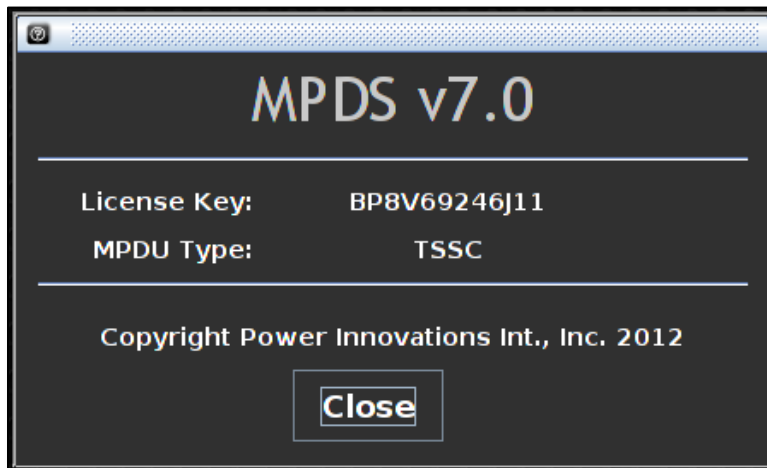 MPDS v7.0
License Key: BP8V69246J11
MPDU Type: TSSC
Copyright Power Innovations Int., Inc. 2012
Close